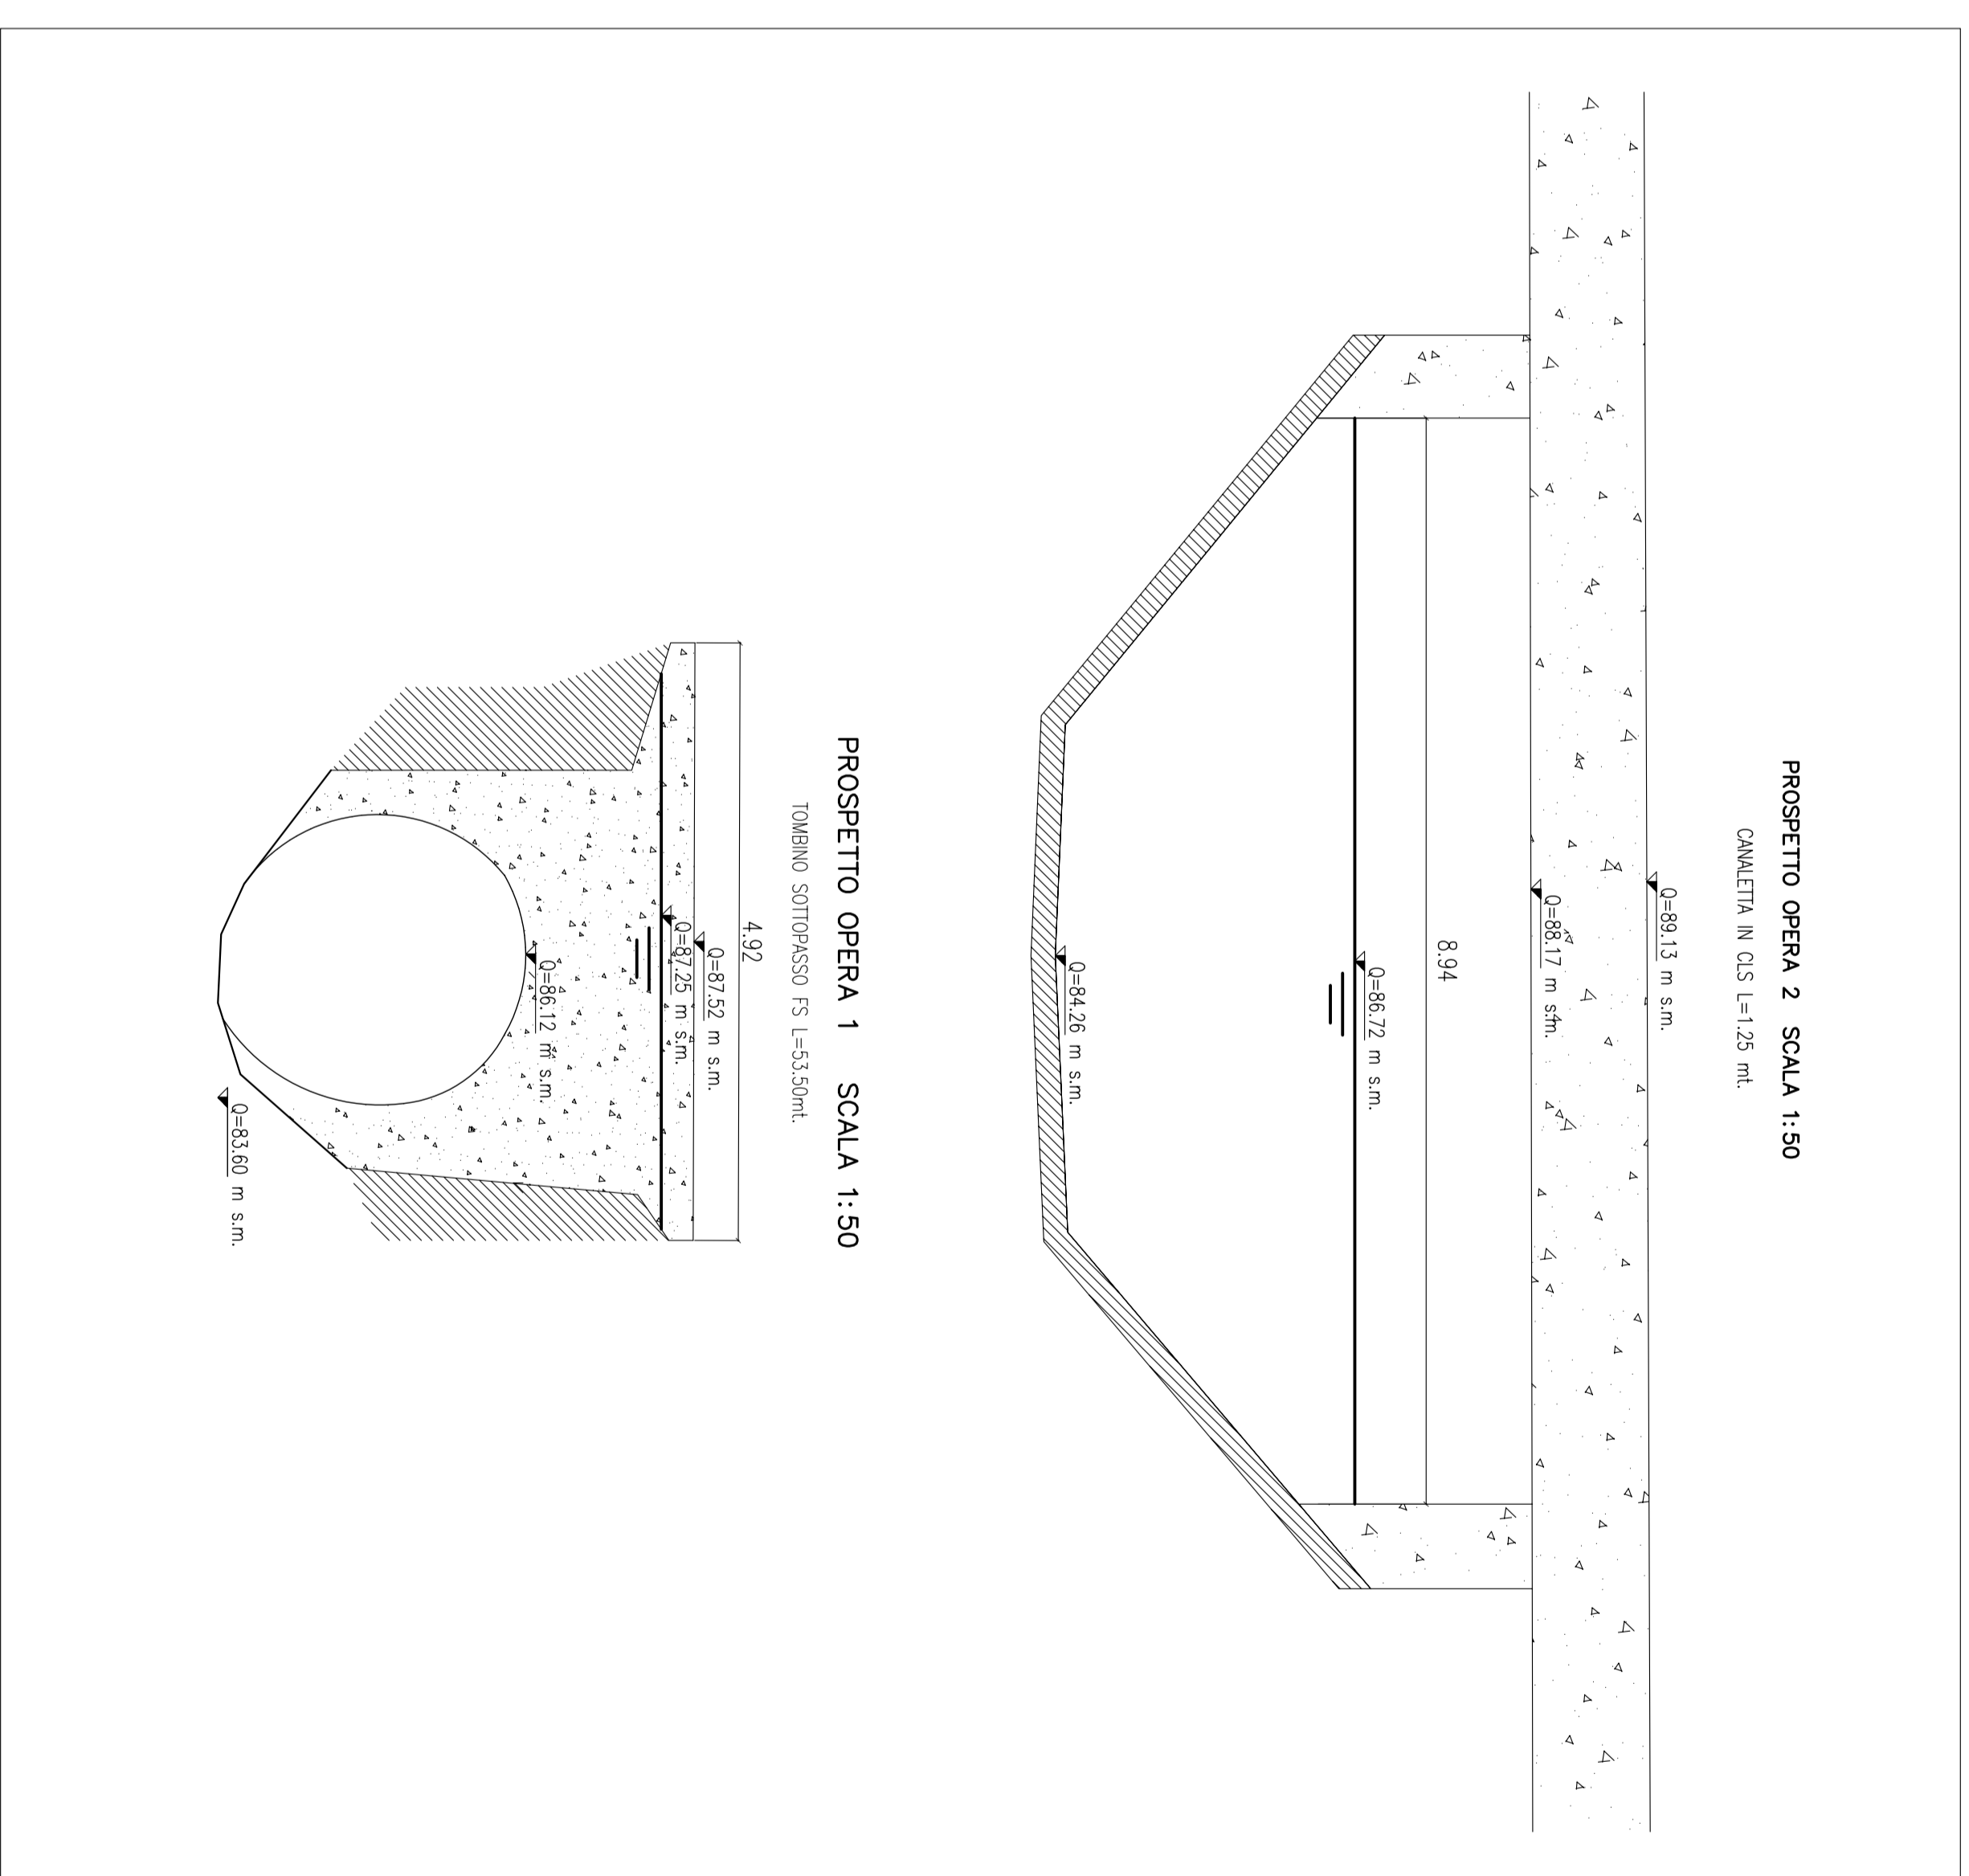 PROSPETTO OPERA 2 SCALA 1:50
CANALETTA IN CLS L=1.25 mt.
Q=89.13 m s.m.
Q=88.17 m s.m.
8.94
Q=86.72 m s.m.
Q=84.26 m s.m.
PROSPETTO OPERA 1 SCALA 1:50
TOMBINO SOTTOPASSO FS L=53.50mt.
4.92
Q=87.52 m s.m.
Q=87.25 m s.m.
Q=86.12 m s.m.
Q=83.60 m s.m.